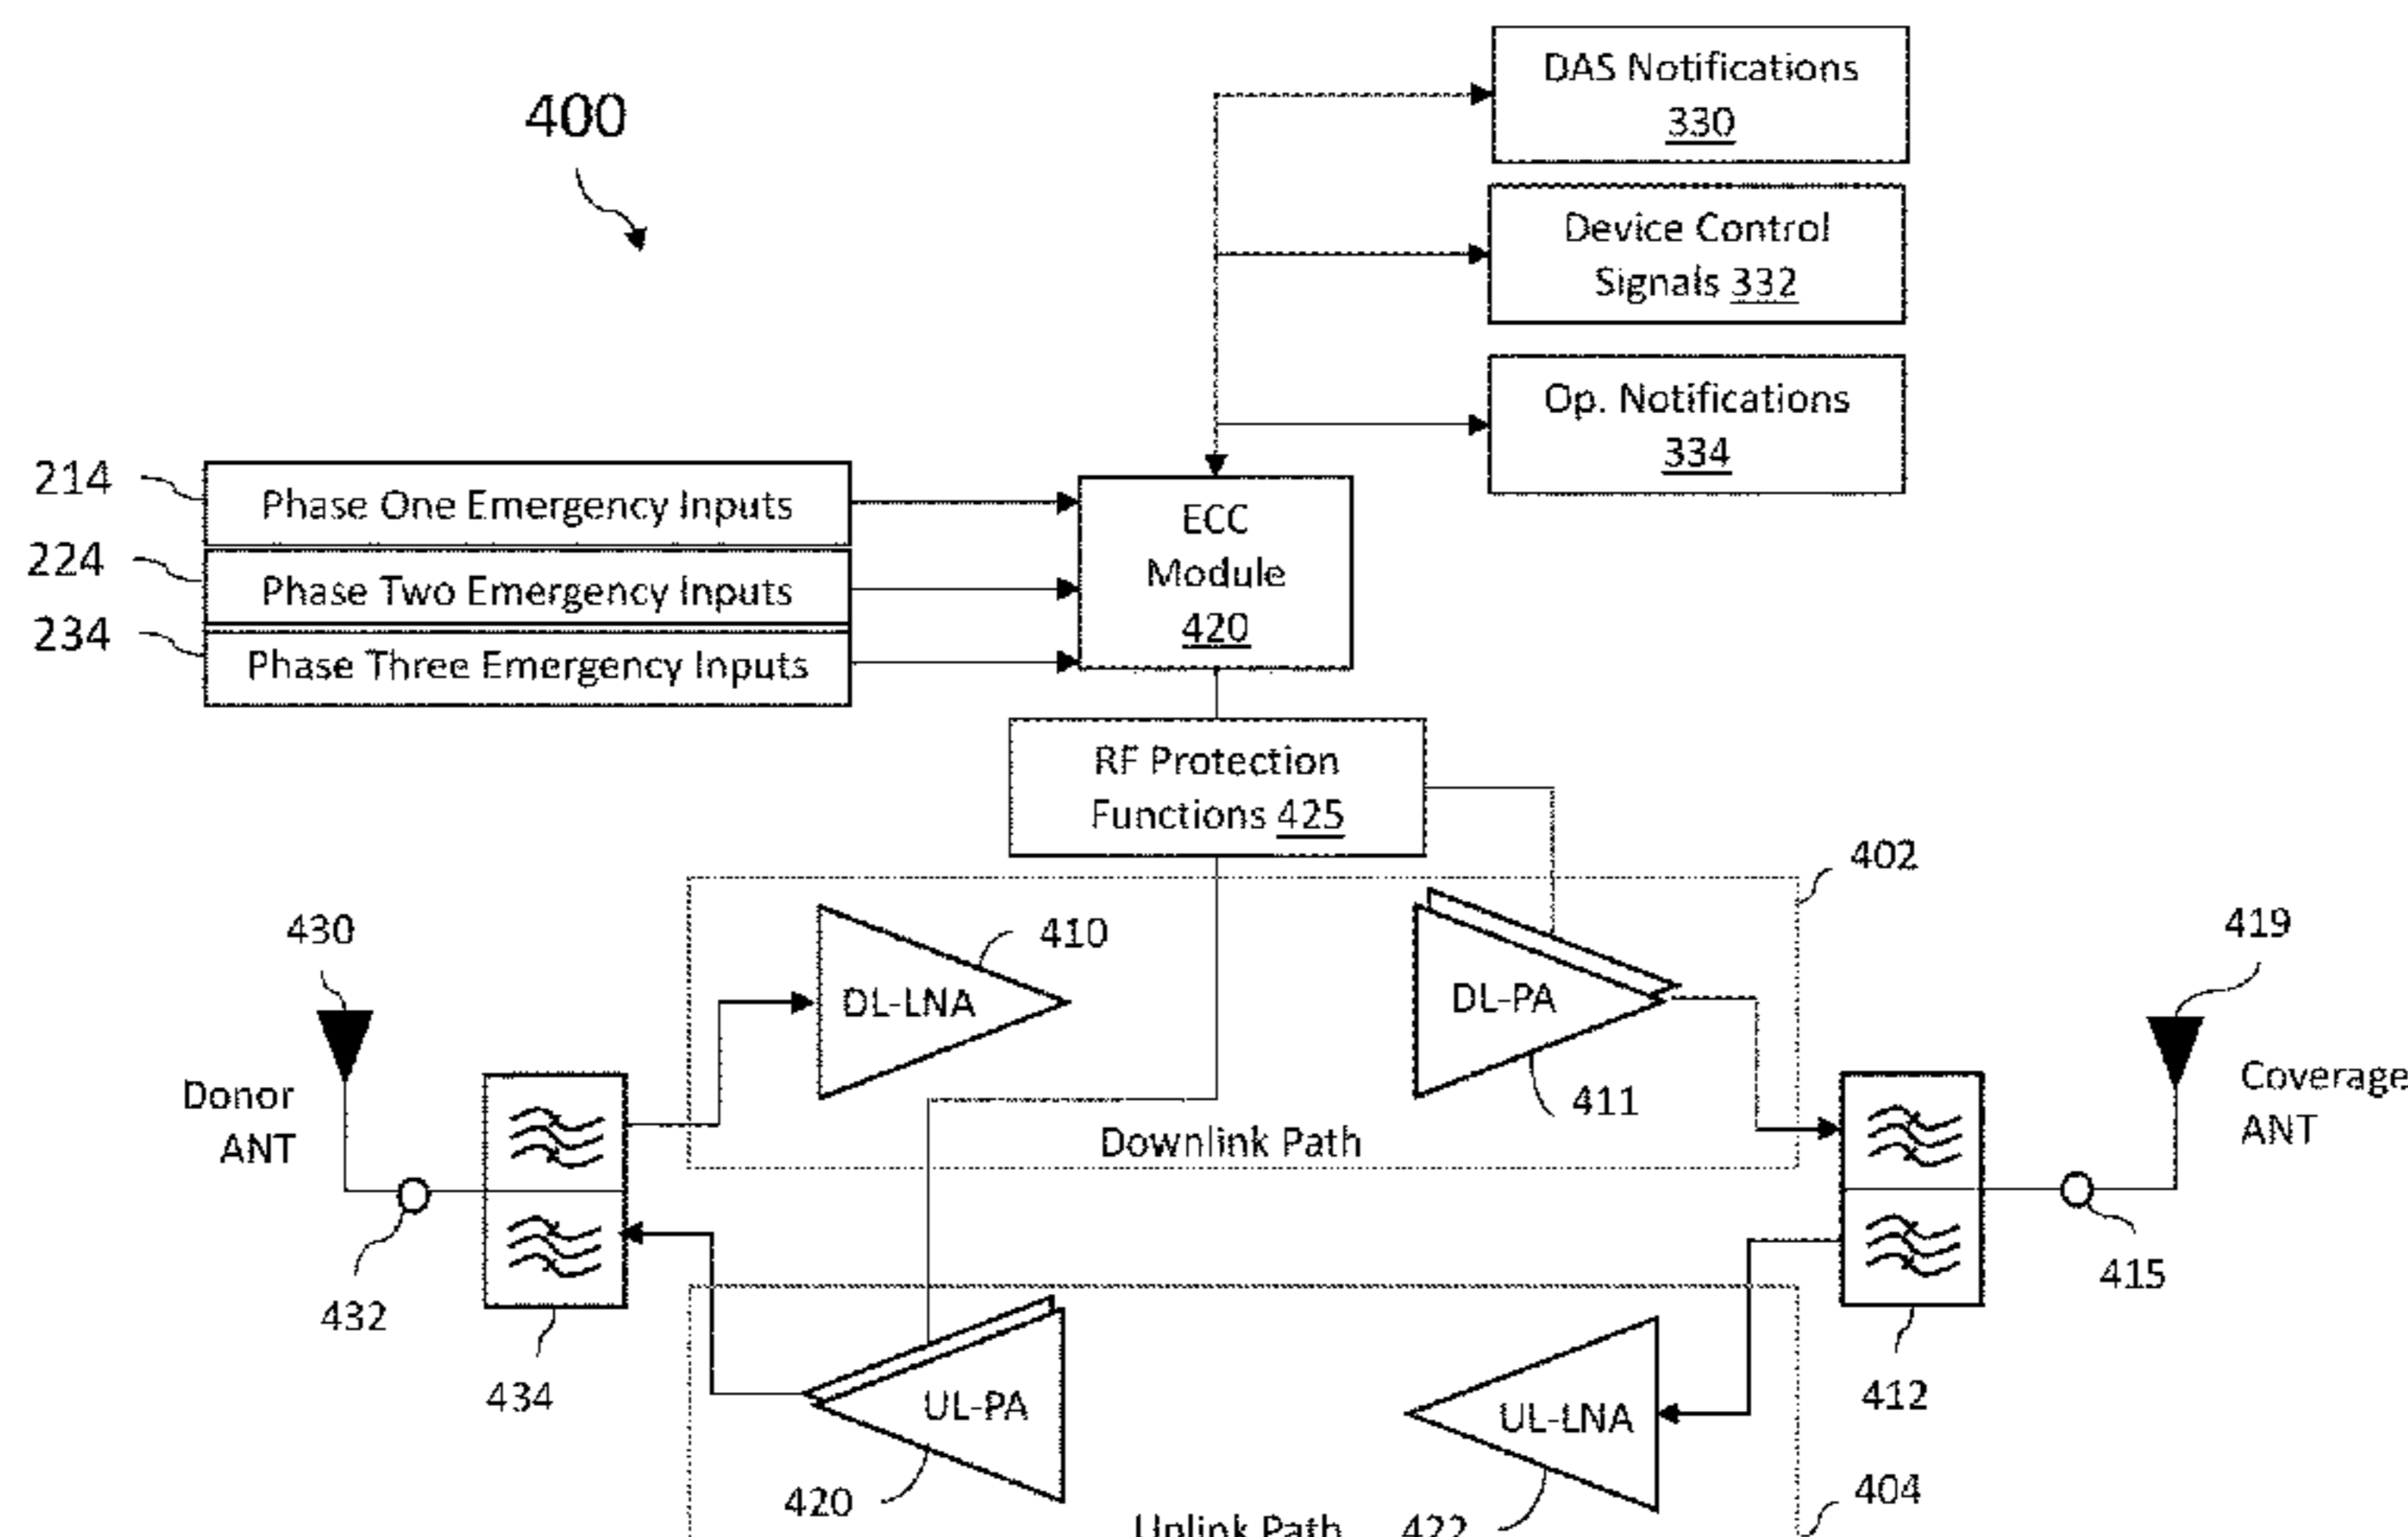 400
DAS Notifications
330
Device Control
Signals 332
Op. Notifications
334
214
Phase One Emergency Inputs
224
Phase Two Emergency Inputs
234
Phase Three Emergency Inputs
ECC
Module
420
RF Protection
Functions 425
402
430
410
419
DL-LNA
DL-PA
411
Donor
ANT
Coverage
ANT
Downlink Path
432
434
415
412
UL-PA
UL-LNA
420
422
404
Uplink Path